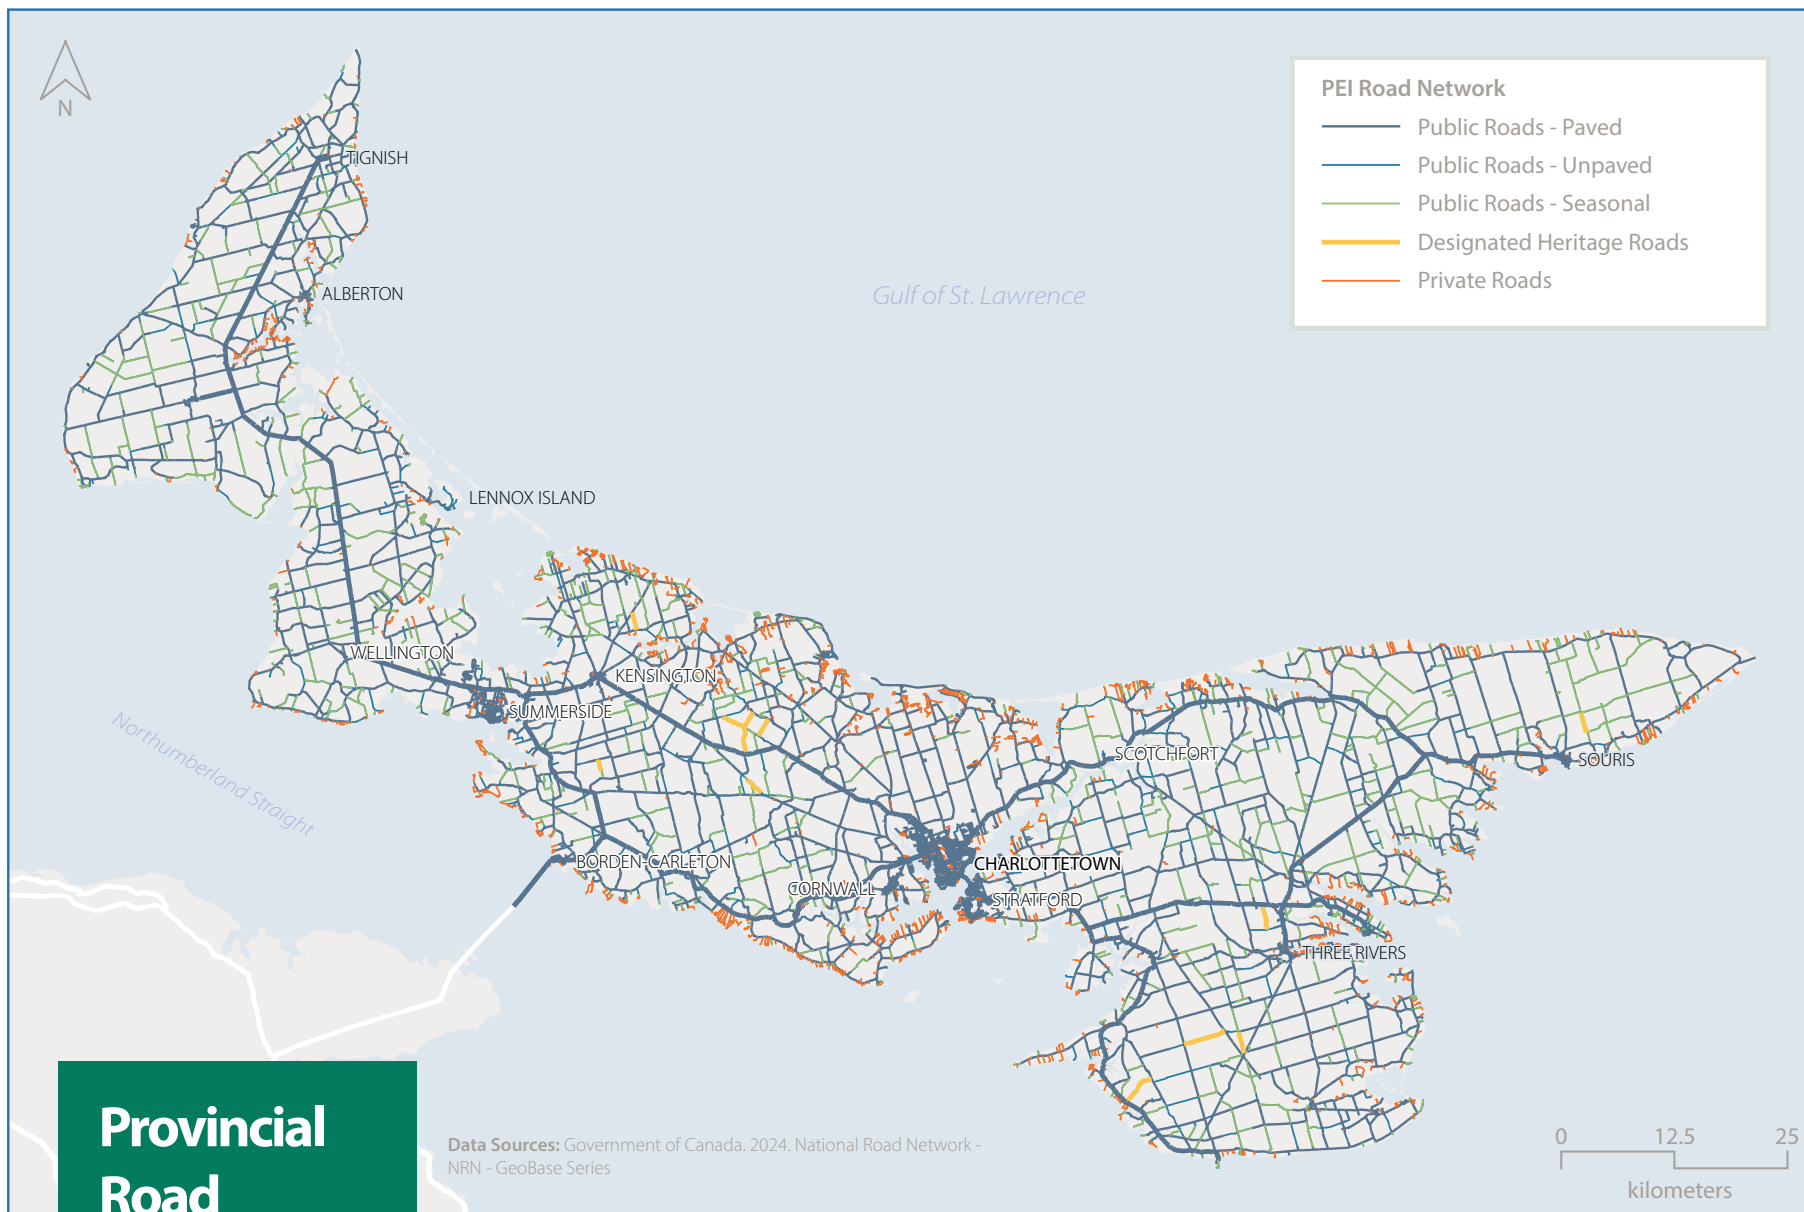 N
PEI Road Network
Public Roads - Paved
Public Roads - Unpaved
Public Roads - Seasonal
Designated Heritage Roads
Private Roads
TIGNISH
ALBERTON
Gulf of St. Lawrence
LENNOX ISLAND
WELLINGTON
KENSINGTON
SUMMERSIDE
Northumberland Straight
SCOTCHFORT
SOURIS
BORDEN-CARLETON
CHARLOTTETOWN
CORNWALL
STRATFORD
THREE RIVERS
Provincial
Road
Data Sources: Government of Canada. 2024. National Road Network -
NRN - GeoBase Series
0 12.5 25
kilometers